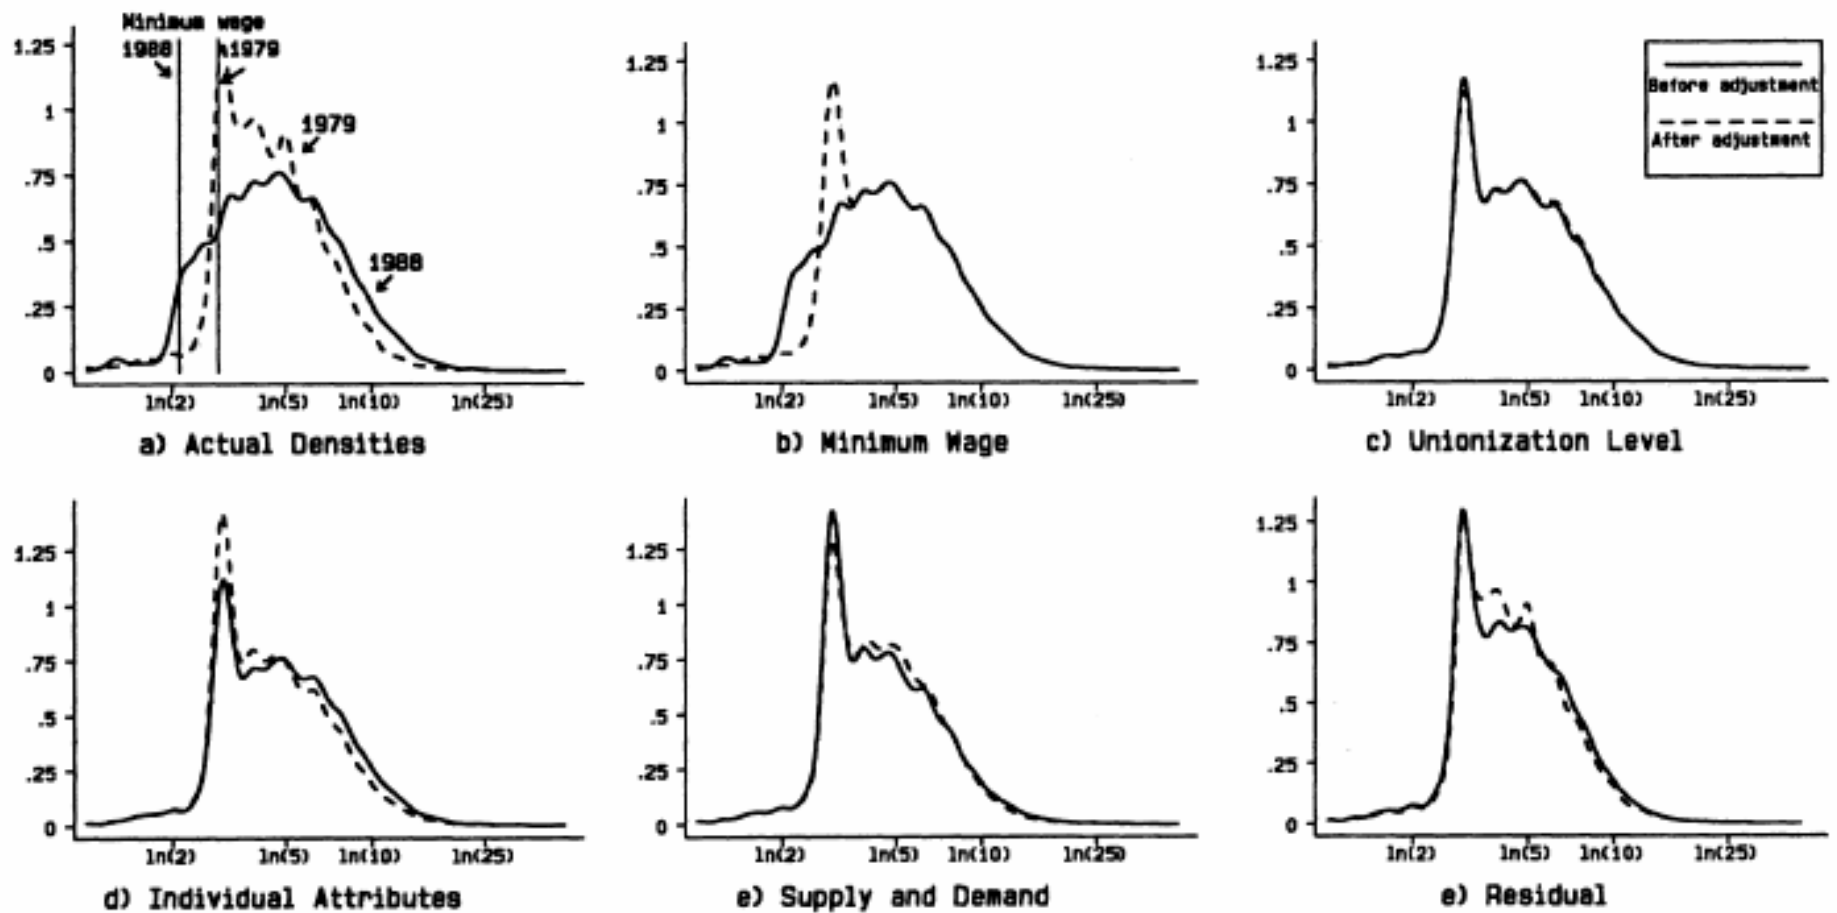 Minimum wage
1988
1979
1.25
1
.75
.5
.25
0
1979
1988
ln(2) ln(5) ln(10) ln(25)
a) Actual Densities
1.25
1
.75
.5
.25
0
ln(2) ln(5) ln(10) ln(25)
b) Minimum Wage
1.25
1
.75
.5
.25
0
ln(2) ln(5) ln(10) ln(25)
c) Unionization Level
Before adjustment
After adjustment
1.25
1
.75
.5
.25
0
ln(2) ln(5) ln(10) ln(25)
d) Individual Attributes
1.25
1
.75
.5
.25
0
ln(2) ln(5) ln(10) ln(25)
e) Supply and Demand
1.25
1
.75
.5
.25
0
ln(2) ln(5) ln(10) ln(25)
e) Residual